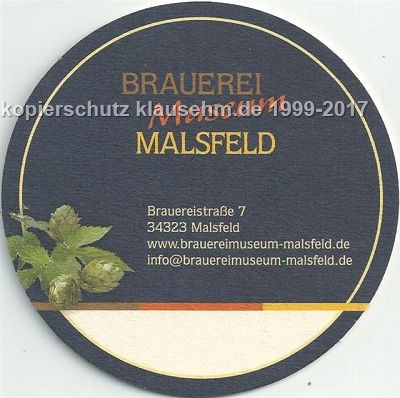 BRAUEREI
kopierschutz klausehm.de 1999-2017
Museum
MALSFELD
Brauereistraße 7
34323 Malsfeld
www.brauereimuseum-malsfeld.de
info@brauereimuseum-malsfeld.de